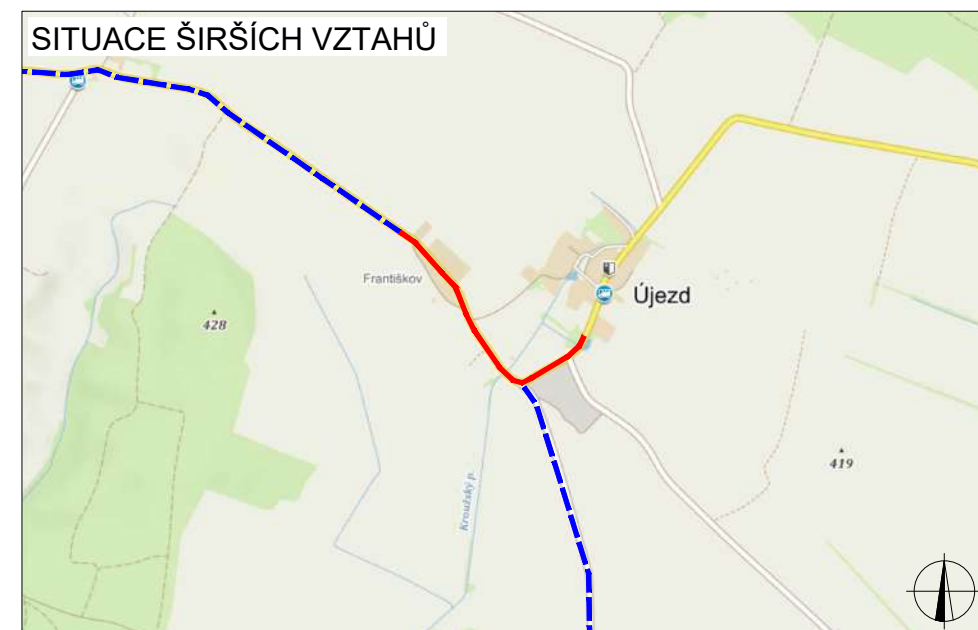 SITUACE ŠIRŠÍCH VZTAHŮ
Františkov
Újezd
428
419
Kroužský p.